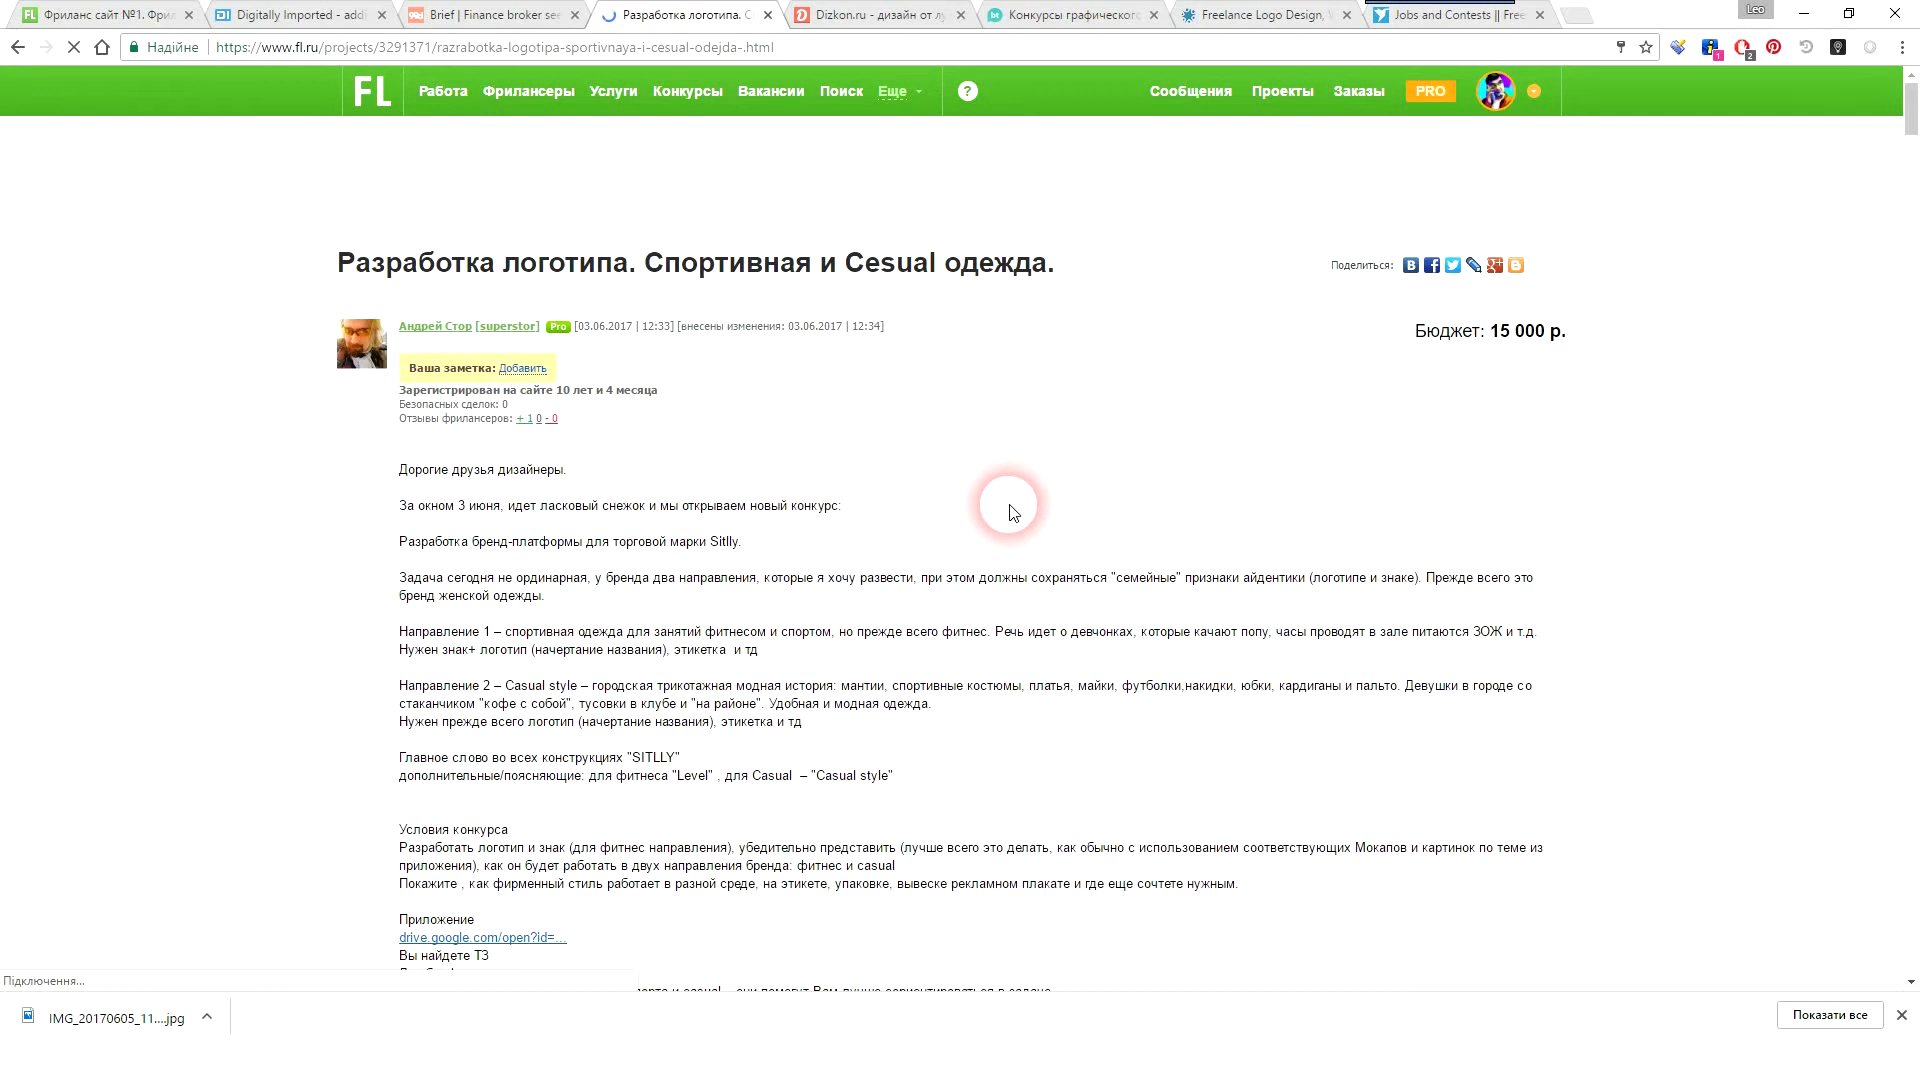 Фриланс сайт №1. Фрил
Digitally Imported - addi
Brief | Finance broker see
Разработка логотипа. С
Dizkon.ru - дизайн от лу
Конкурсы графического
Freelance Logo Design, W
Jobs and Contests || Free
Leo
Надійне
https://www.fl.ru/projects/3291371/razrabotka-logotipa-sportivnaya-i-cesual-odejda-.html
1
2
FL
Работа Фрилансеры Услуги Конкурсы Вакансии Поиск Еще ?
Сообщения Проекты Заказы PRO
Разработка логотипа. Спортивная и Cesual одежда.
Поделиться:
Андрей Стор [superstor] Pro [03.06.2017 | 12:33] [внесены изменения: 03.06.2017 | 12:34]
Бюджет: 15 000 р.
Ваша заметка: Добавить
Зарегистрирован на сайте 10 лет и 4 месяца
Безопасных сделок: 0
Отзывы фрилансеров: + 1 0 - 0
Дорогие друзья дизайнеры.
За окном 3 июня, идет ласковый снежок и мы открываем новый конкурс:
Разработка бренд-платформы для торговой марки Sitlly.
Задача сегодня не ординарная, у бренда два направления, которые я хочу развести, при этом должны сохраняться "семейные" признаки айдентики (логотипе и знаке). Прежде всего это
бренд женской одежды.
Направление 1 – спортивная одежда для занятий фитнесом и спортом, но прежде всего фитнес. Речь идет о девчонках, которые качают попу, часы проводят в зале питаются ЗОЖ и т.д.
Нужен знак+ логотип (начертание названия), этикетка и тд
Направление 2 – Casual style – городская трикотажная модная история: мантии, спортивные костюмы, платья, майки, футболки,накидки, юбки, кардиганы и пальто. Девушки в городе со
стаканчиком "кофе с собой", тусовки в клубе и "на районе". Удобная и модная одежда.
Нужен прежде всего логотип (начертание названия), этикетка и тд
Главное слово во всех конструкциях "SITLLY"
дополнительные/поясняющие: для фитнеса "Level" , для Casual – "Casual style"
Условия конкурса
Разработать логотип и знак (для фитнес направления), убедительно представить (лучше всего это делать, как обычно с использованием соответствующих Мокапов и картинок по теме из
приложения), как он будет работать в двух направления бренда: фитнес и casual
Покажите , как фирменный стиль работает в разной среде, на этикете, упаковке, вывеске рекламном плакате и где еще сочтете нужным.
Приложение
drive.google.com/open?id=...
Вы найдете ТЗ
Підключення...
IMG_20170605_11....jpg
Показати все